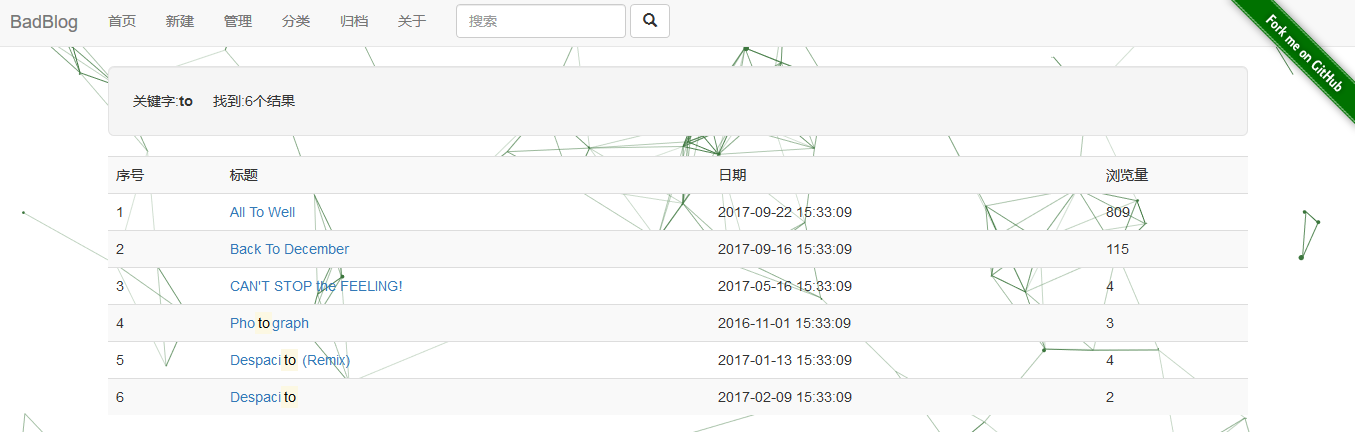 BadBlog 首页 新建 管理 分类 归档 关于 搜索
Fork me on GitHub
关键字:to 找到:6个结果
序号 标题 日期 浏览量
1 All To Well 2017-09-22 15:33:09 809
2 Back To December 2017-09-16 15:33:09 115
3 CAN'T STOP the FEELING! 2017-05-16 15:33:09 4
4 Photograph 2016-11-01 15:33:09 3
5 Despacito (Remix) 2017-01-13 15:33:09 4
6 Despacito 2017-02-09 15:33:09 2